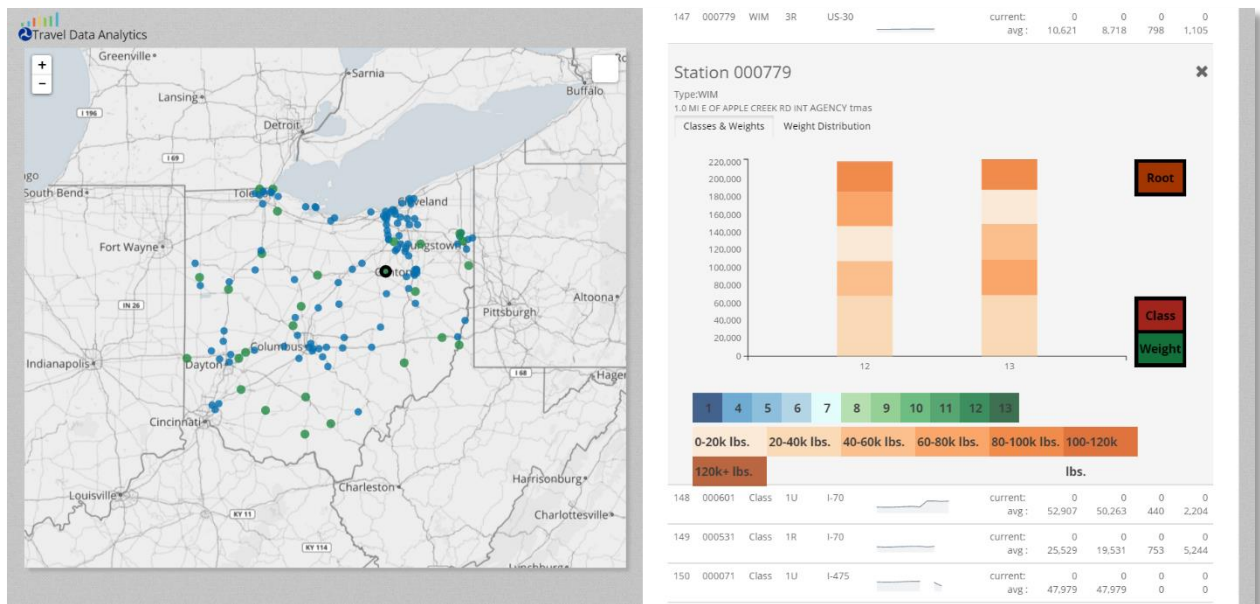 Travel Data Analytics
+
−
Greenville
Sarnia
Lansing
Buffalo
I 196
Detroit
I 69
South Bend
Cleveland
Fort Wayne
IN 26
Altoona
Pittsburgh
Columbus
Indianapolis
Dayton
I 68
Cincinnati
Harrisonburg
Charleston
Louisville
Charlottesville
KY 11
KY 114
147 000779 WIM 3R US-30 current: 0 0 0 0
avg : 10,621 8,718 798 1,105
Station 000779 ✖
Type:WIM
1.0 MI E OF APPLE CREEK RD INT AGENCY tmas
Classes & Weights Weight Distribution
220,000
200,000
180,000
160,000
140,000
120,000
100,000
80,000
60,000
40,000
20,000
0
12 13
Root
Class
Weight
1 4 5 6 7 8 9 10 11 12 13
0-20k lbs. 20-40k lbs. 40-60k lbs. 60-80k lbs. 80-100k lbs. 100-120k
120k+ lbs. lbs.
148 000601 Class 1U I-70 current: 0 0 0 0
avg : 52,907 50,263 440 2,204
149 000531 Class 1R I-70 current: 0 0 0 0
avg : 25,529 19,531 753 5,244
150 000071 Class 1U I-475 current: 0 0 0 0
avg : 47,979 47,979 0 0